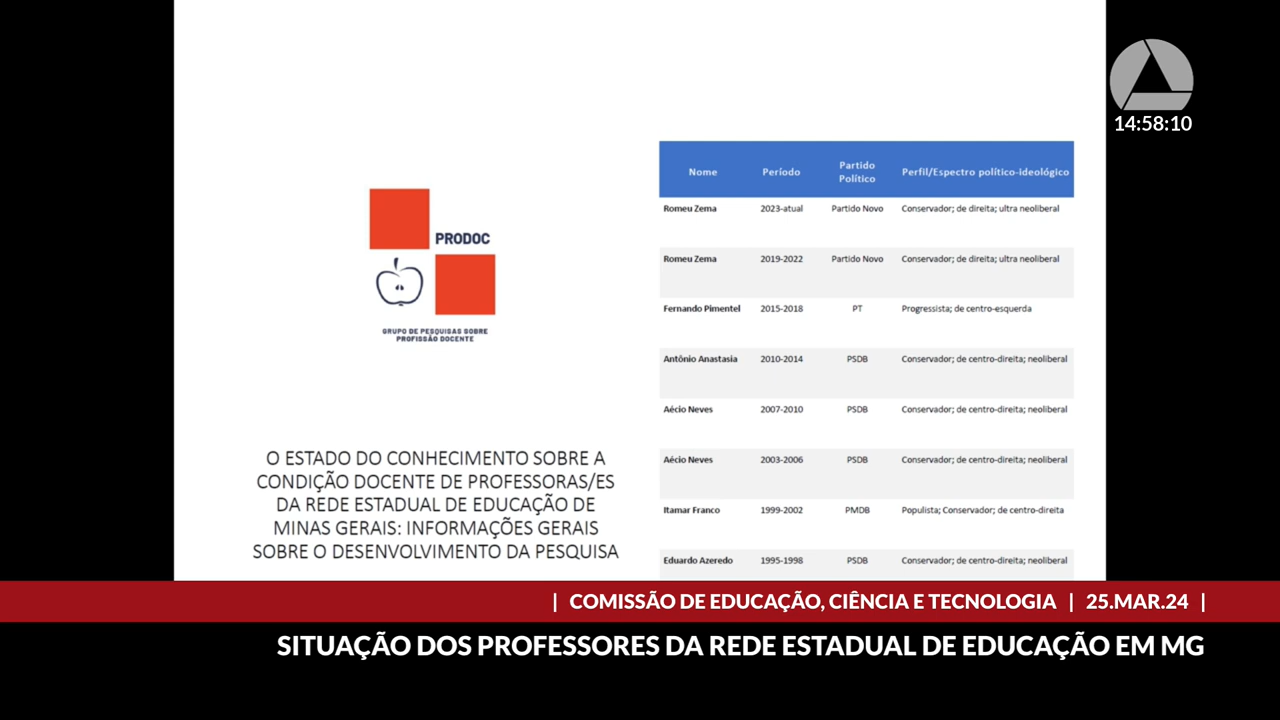 14:58:10
PRODOC
GRUPO DE PESQUISAS SOBRE
PROFISSÃO DOCENTE
O ESTADO DO CONHECIMENTO SOBRE A
CONDIÇÃO DOCENTE DE PROFESSORAS/ES
DA REDE ESTADUAL DE EDUCAÇÃO DE
MINAS GERAIS: INFORMAÇÕES GERAIS
SOBRE O DESENVOLVIMENTO DA PESQUISA
Nome Período Partido Político Perfil/Espectro político-ideológico
Romeu Zema 2023-atual Partido Novo Conservador; de direita; ultra neoliberal
Romeu Zema 2019-2022 Partido Novo Conservador; de direita; ultra neoliberal
Fernando Pimentel 2015-2018 PT Progressista; de centro-esquerda
Antônio Anastasia 2010-2014 PSDB Conservador; de centro-direita; neoliberal
Aécio Neves 2007-2010 PSDB Conservador; de centro-direita; neoliberal
Aécio Neves 2003-2006 PSDB Conservador; de centro-direita; neoliberal
Itamar Franco 1999-2002 PMDB Populista; Conservador; de centro-direita
Eduardo Azeredo 1995-1998 PSDB Conservador; de centro-direita; neoliberal
| COMISSÃO DE EDUCAÇÃO, CIÊNCIA E TECNOLOGIA | 25.MAR.24 |
SITUAÇÃO DOS PROFESSORES DA REDE ESTADUAL DE EDUCAÇÃO EM MG